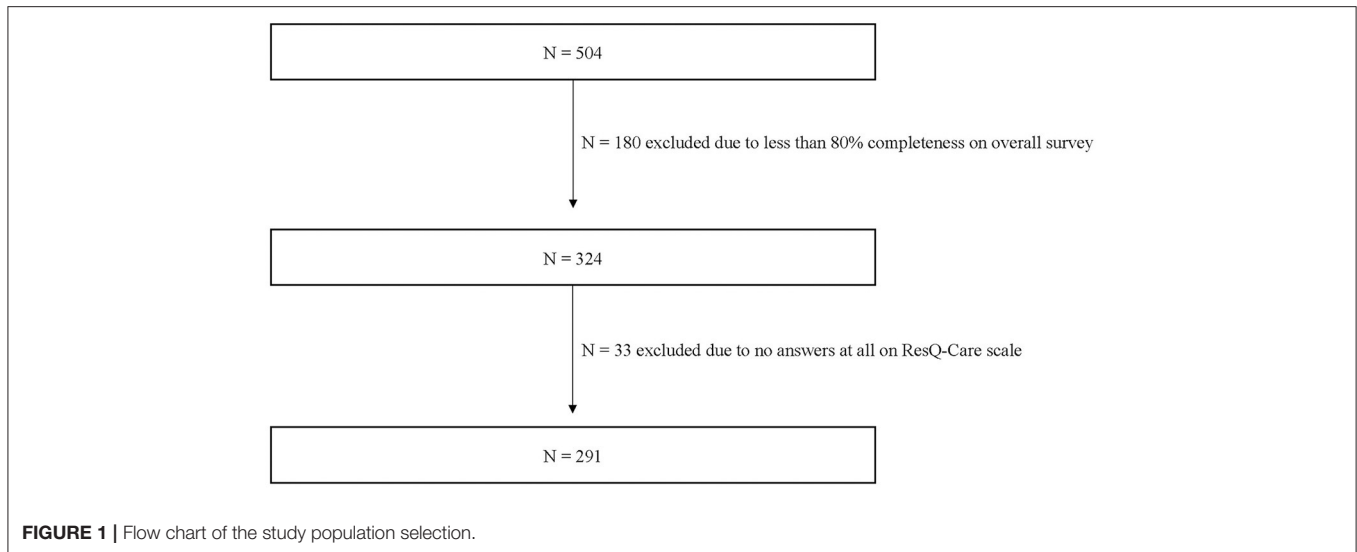 N = 504
N = 180 excluded due to less than 80% completeness on overall survey
N = 324
N = 33 excluded due to no answers at all on ResQ-Care scale
N = 291
FIGURE 1 | Flow chart of the study population selection.